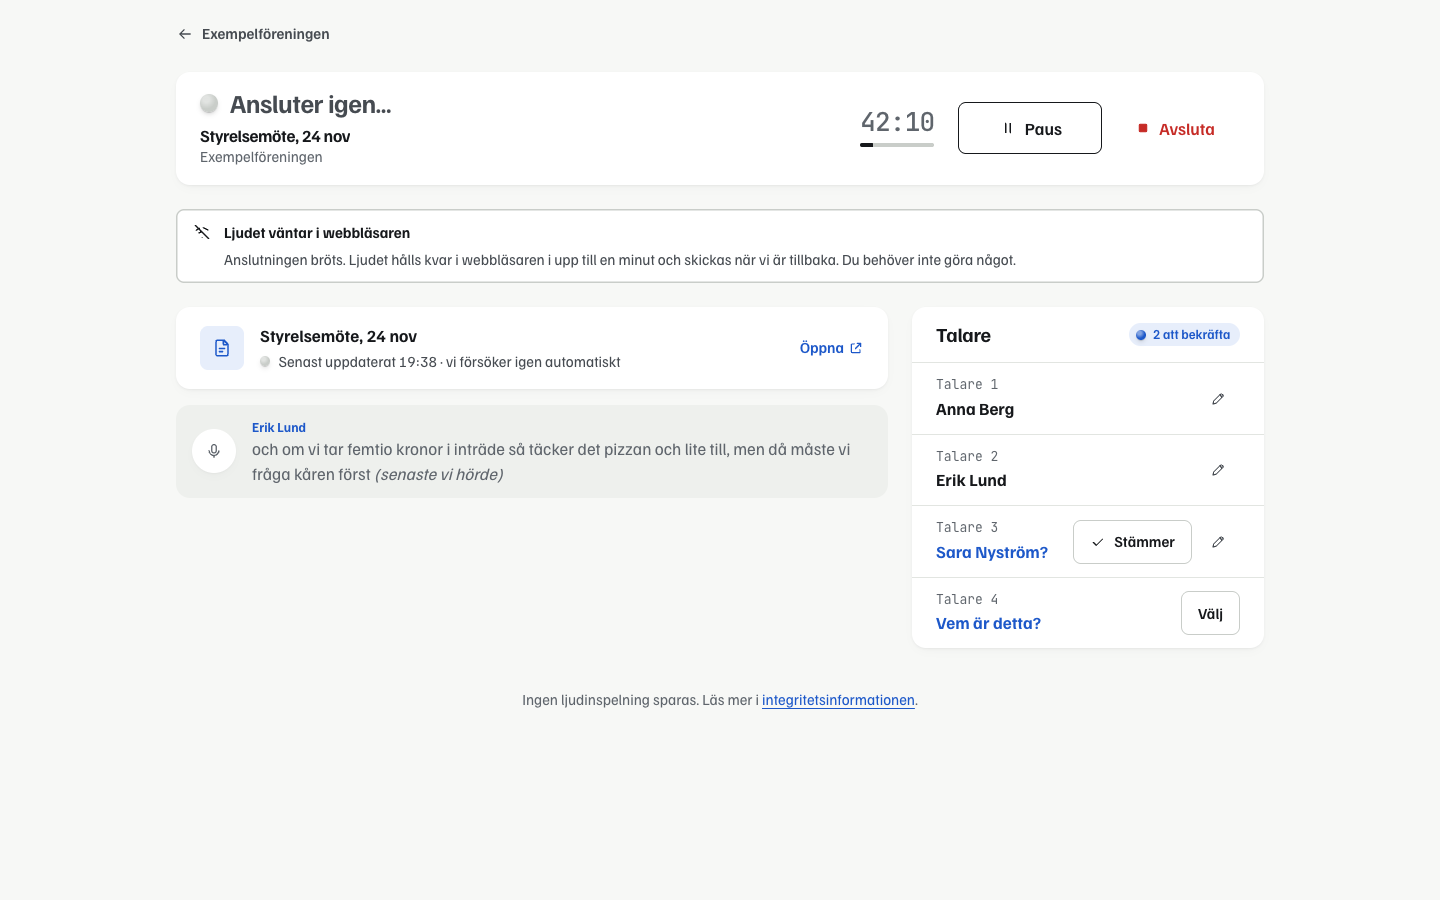 Exempelföreningen
Ansluter igen...
Styrelsemöte, 24 nov
Exempelföreningen
42:10
Paus
Avsluta
Ljudet väntar i webbläsaren
Anslutningen bröts. Ljudet hålls kvar i webbläsaren i upp till en minut och skickas när vi är tillbaka. Du behöver inte göra något.
Styrelsemöte, 24 nov
Senast uppdaterat 19:38 · vi försöker igen automatiskt
Öppna
Erik Lund
och om vi tar femtio kronor i inträde så täcker det pizzan och lite till, men då måste vi
fråga kåren först (senaste vi hörde)
Talare
2 att bekräfta
Talare 1
Anna Berg
Talare 2
Erik Lund
Talare 3
Sara Nyström?
Stämmer
Talare 4
Vem är detta?
Välj
Ingen ljudinspelning sparas. Läs mer i integritetsinformationen.